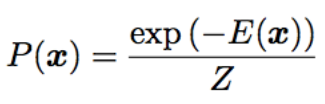 P(x) = exp (−E(x)) / Z